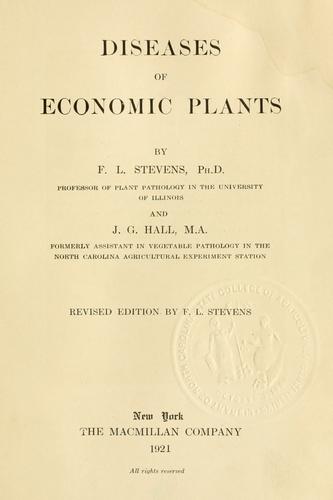 DISEASES
OF
ECONOMIC PLANTS
BY
F. L. STEVENS, PH.D.
PROFESSOR OF PLANT PATHOLOGY IN THE UNIVERSITY
OF ILLINOIS
AND
J. G. HALL, M.A.
FORMERLY ASSISTANT IN VEGETABLE PATHOLOGY IN THE
NORTH CAROLINA AGRICULTURAL EXPERIMENT STATION
REVISED EDITION BY F. L. STEVENS
New York
THE MACMILLAN COMPANY
1921
All rights reserved